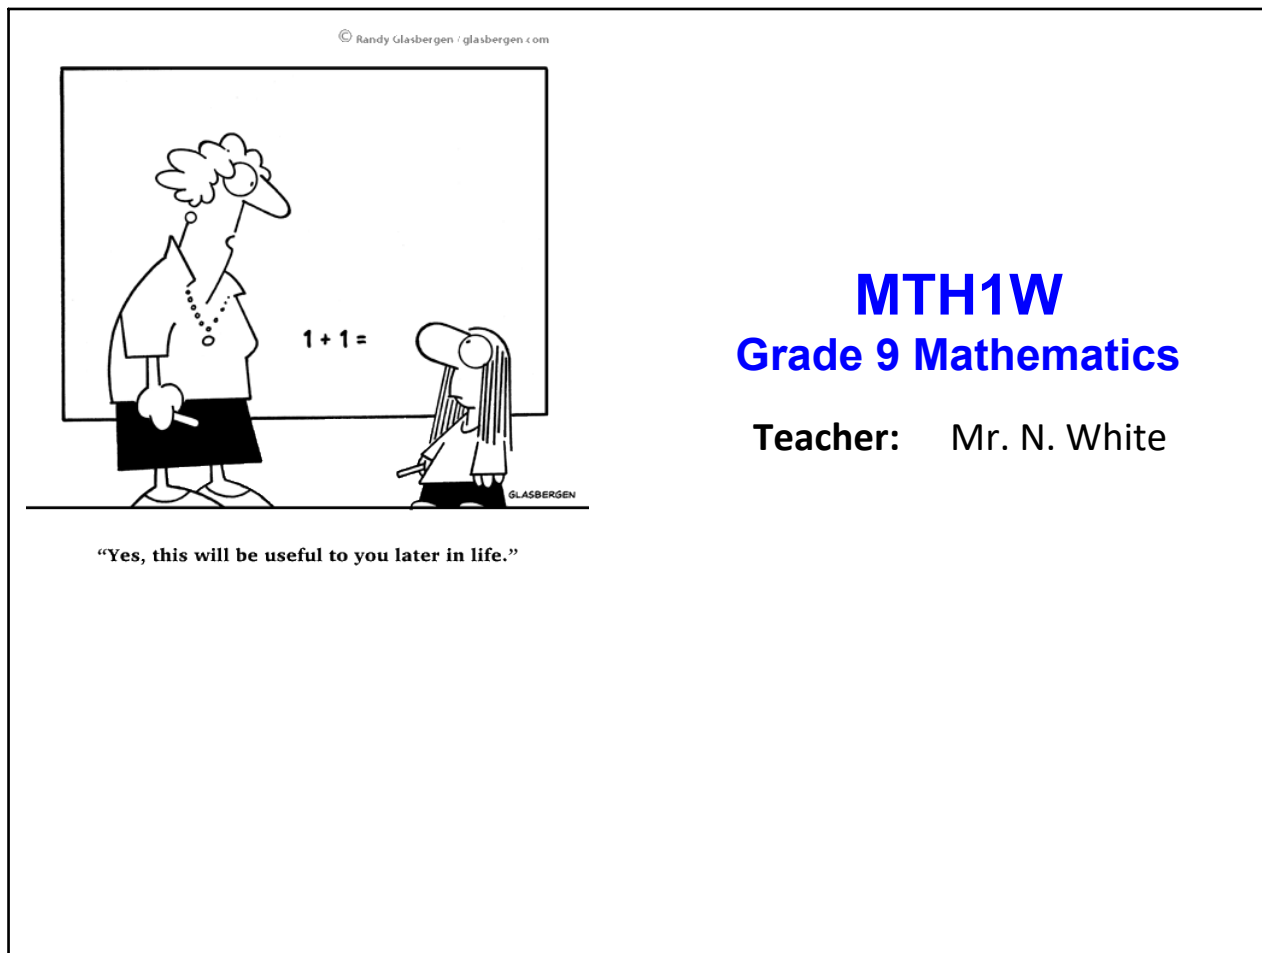 © Randy Glasbergen / glasbergen.com
1 + 1 =
GLASBERGEN
“Yes, this will be useful to you later in life.”
MTH1W
Grade 9 Mathematics
Teacher: Mr. N. White